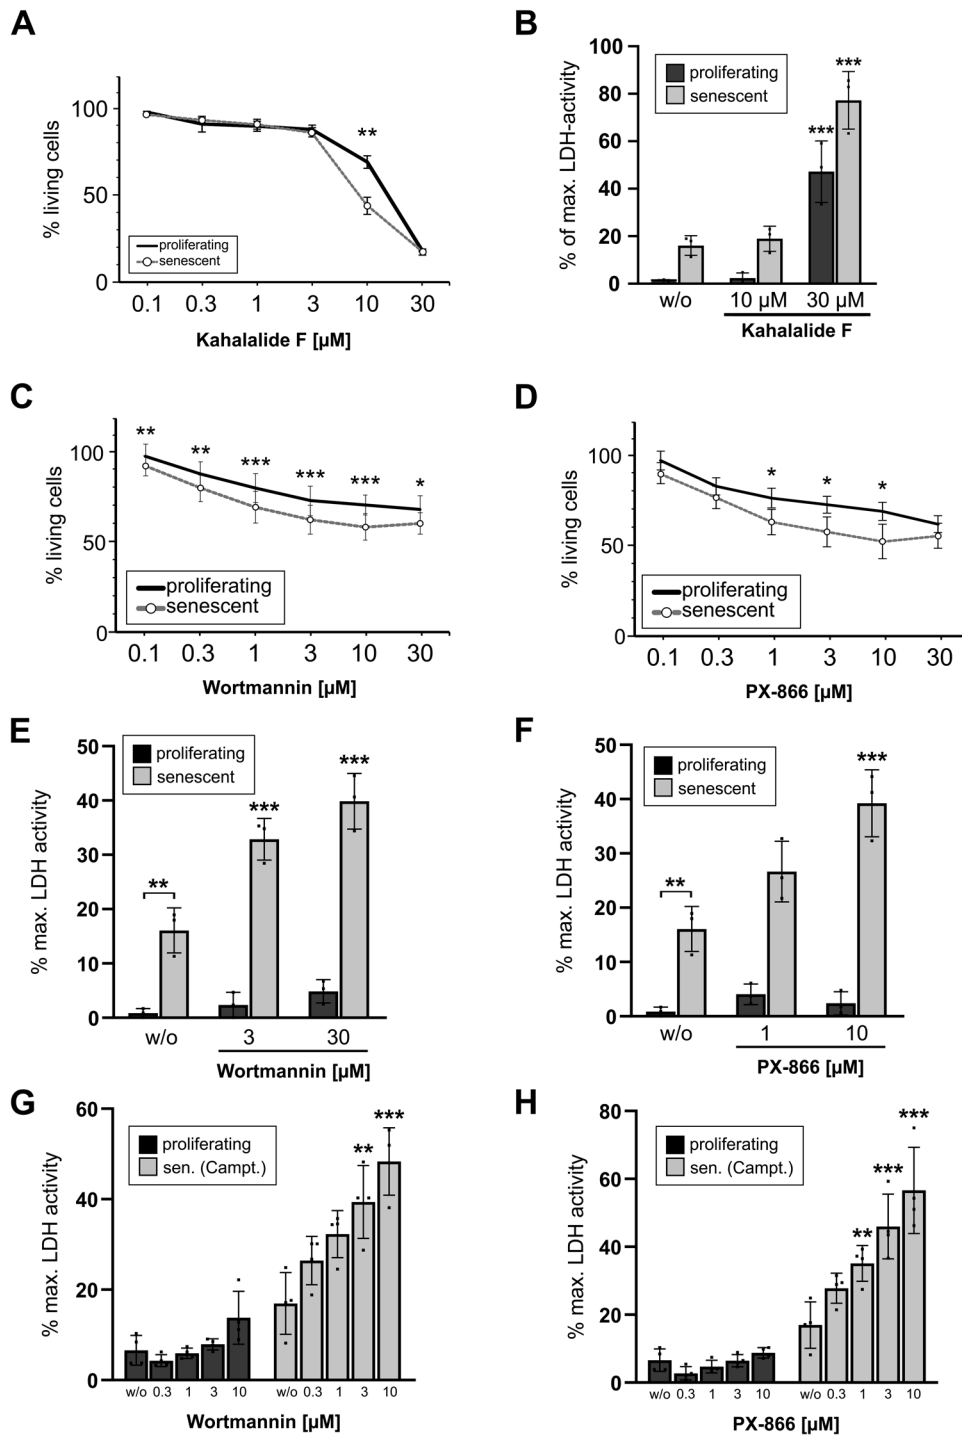 A
% living cells
100
50
0
**
proliferating
senescent
0.1 0.3 1 3 10 30
Kahalalide F [µM]
B
% of max. LDH-activity
100
80
60
40
20
0
proliferating
senescent
*** ***
w/o 10 µM 30 µM
Kahalalide F
C
% living cells
100
50
0
** ** *** *** *** *
proliferating
senescent
0.1 0.3 1 3 10 30
Wortmannin [µM]
D
% living cells
100
50
0
* * *
proliferating
senescent
0.1 0.3 1 3 10 30
PX-866 [µM]
E
% max. LDH activity
50
40
30
20
10
0
proliferating
senescent
** *** ***
w/o 3 30
Wortmannin [µM]
F
% max. LDH activity
50
40
30
20
10
0
proliferating
senescent
** ***
w/o 1 10
PX-866 [µM]
G
% max. LDH activity
60
40
20
0
proliferating
sen. (Campt.)
** ***
w/o 0.3 1 3 10 w/o 0.3 1 3 10
Wortmannin [µM]
H
% max. LDH activity
80
60
40
20
0
proliferating
sen. (Campt.)
** *** ***
w/o 0.3 1 3 10 w/o 0.3 1 3 10
PX-866 [µM]